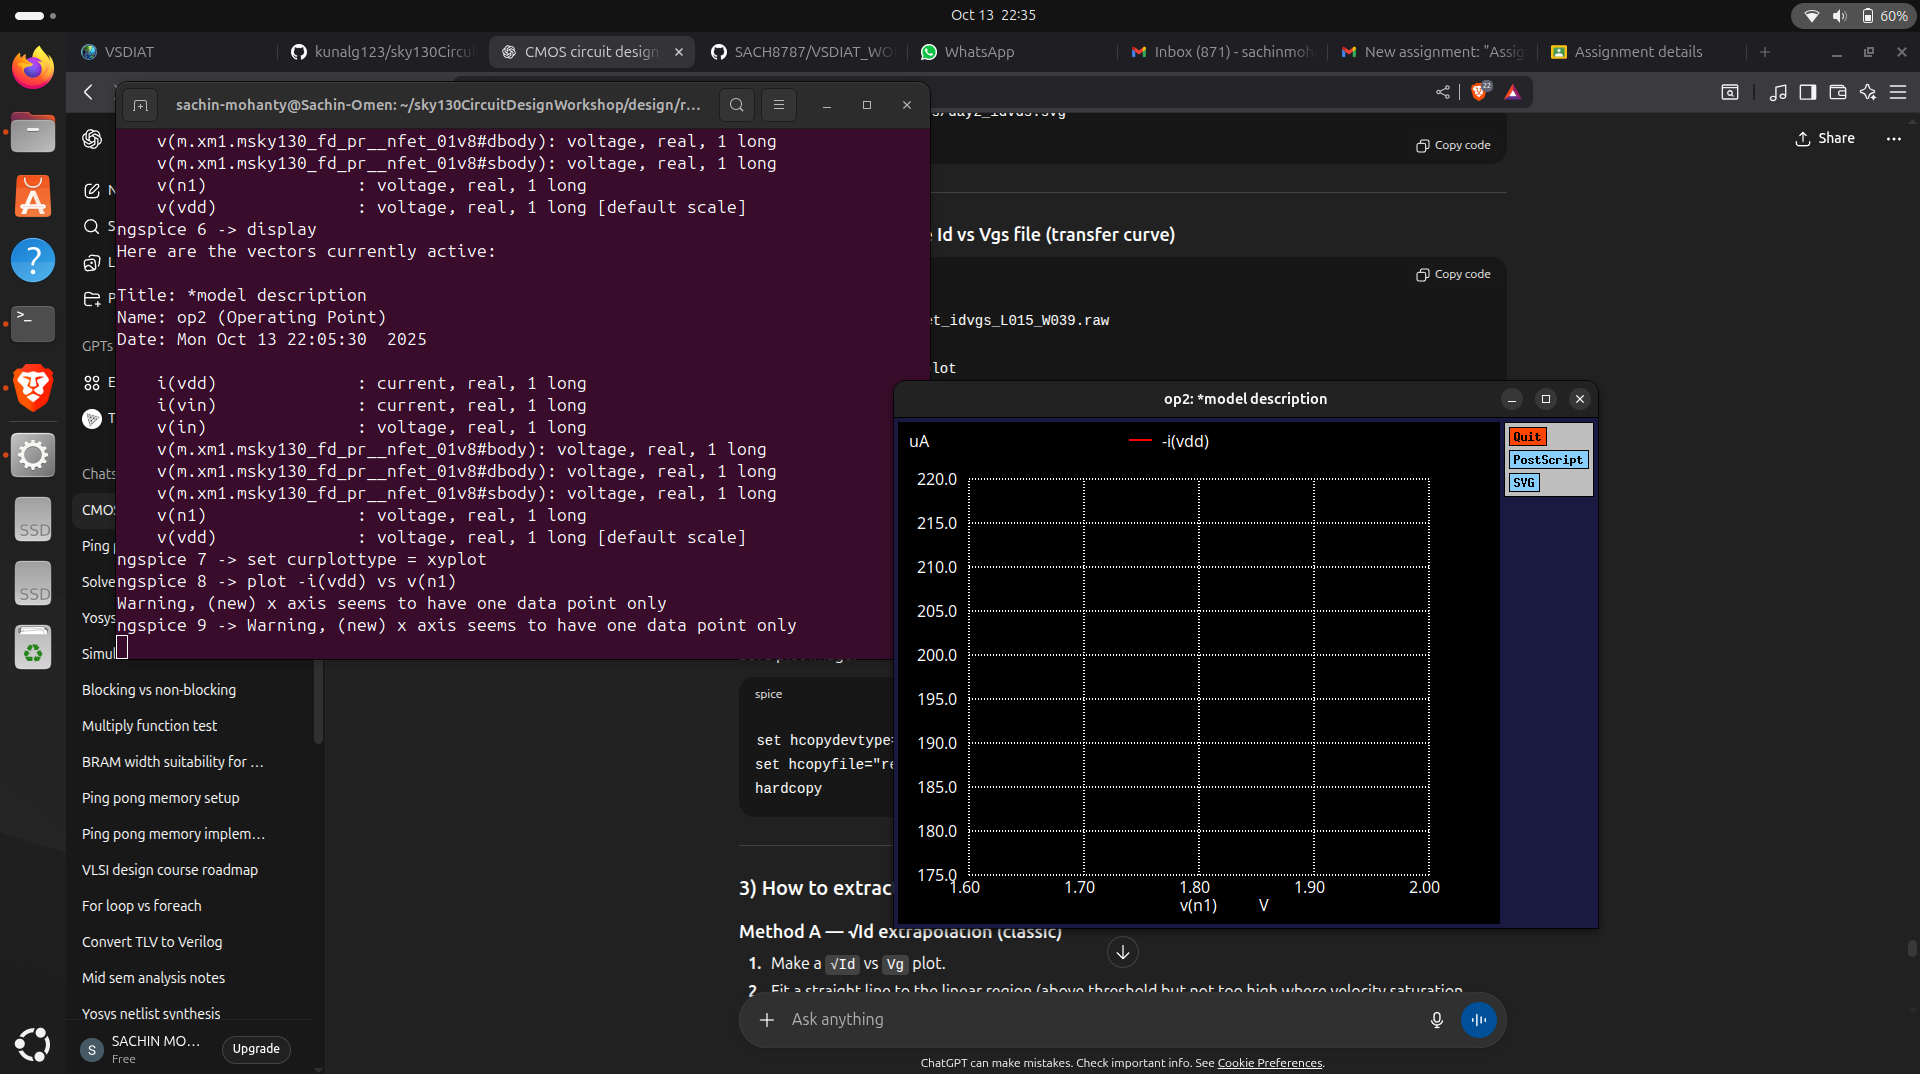 Oct 13 22:35
60%
VSDIAT
kunalg123/sky130Circui
CMOS circuit design
SACH8787/VSDIAT_WO
WhatsApp
Inbox (871) - sachinmoh
New assignment: "Assig
Assignment details
22
sachin-mohanty@Sachin-Omen: ~/sky130CircuitDesignWorkshop/design/r...
v(m.xm1.msky130_fd_pr__nfet_01v8#dbody): voltage, real, 1 long
v(m.xm1.msky130_fd_pr__nfet_01v8#sbody): voltage, real, 1 long
v(n1) : voltage, real, 1 long
v(vdd) : voltage, real, 1 long [default scale]
ngspice 6 -> display
Here are the vectors currently active:
Title: *model description
Name: op2 (Operating Point)
Date: Mon Oct 13 22:05:30 2025
i(vdd) : current, real, 1 long
i(vin) : current, real, 1 long
v(in) : voltage, real, 1 long
v(m.xm1.msky130_fd_pr__nfet_01v8#body): voltage, real, 1 long
v(m.xm1.msky130_fd_pr__nfet_01v8#dbody): voltage, real, 1 long
v(m.xm1.msky130_fd_pr__nfet_01v8#sbody): voltage, real, 1 long
v(n1) : voltage, real, 1 long
v(vdd) : voltage, real, 1 long [default scale]
ngspice 7 -> set curplottype = xyplot
ngspice 8 -> plot -i(vdd) vs v(n1)
Warning, (new) x axis seems to have one data point only
ngspice 9 -> Warning, (new) x axis seems to have one data point only
Copy code
Share
Id vs Vgs file (transfer curve)
Copy code
et_idvgs_L015_W039.raw
lot
op2: *model description
uA
-i(vdd)
Quit
PostScript
SVG
220.0
215.0
210.0
205.0
200.0
195.0
190.0
185.0
180.0
175.0
1.60
1.70
1.80
1.90
2.00
v(n1) V
GPTs
Chats
CMOS
Ping
Solve
Yosys
Simul
Blocking vs non-blocking
Multiply function test
BRAM width suitability for ...
Ping pong memory setup
Ping pong memory implem...
VLSI design course roadmap
For loop vs foreach
Convert TLV to Verilog
Mid sem analysis notes
Yosys netlist synthesis
S
SACHIN MO...
Free
Upgrade
SSD
SSD
spice
set hcopydevtype=
set hcopyfile="re
hardcopy
3) How to extrac
Method A — √Id extrapolation (classic)
1. Make a √Id vs Vg plot.
2. Fit a straight line to the linear region (above threshold but not too high where velocity saturation
Ask anything
ChatGPT can make mistakes. Check important info. See Cookie Preferences.